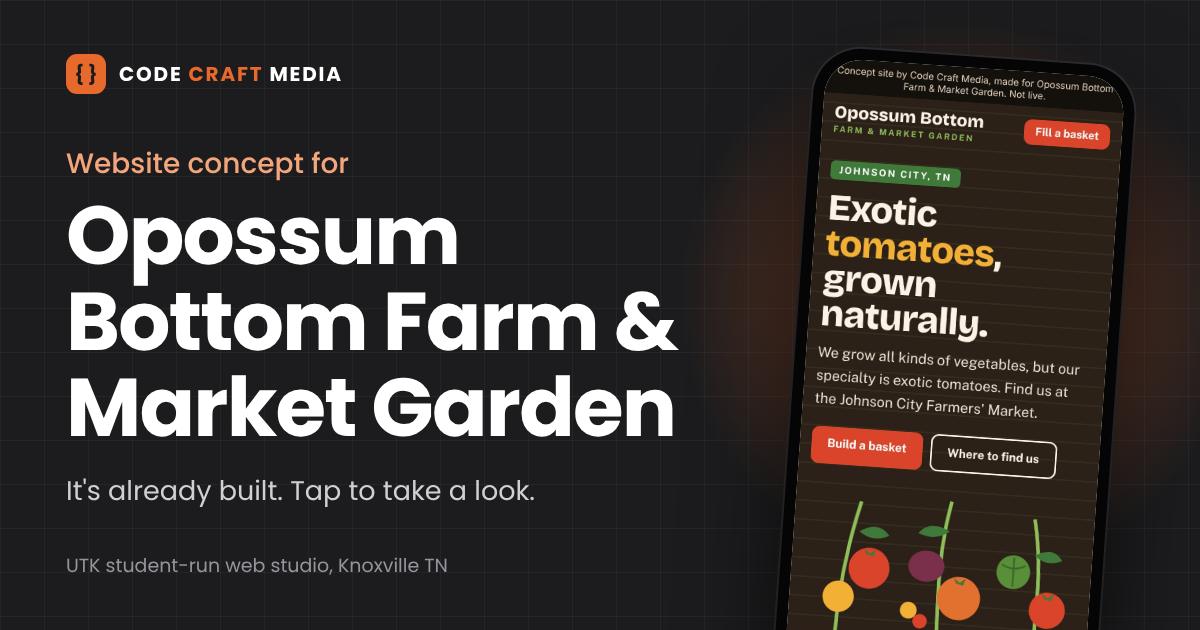 { } CODE CRAFT MEDIA
Website concept for
Opossum
Bottom Farm &
Market Garden
It's already built. Tap to take a look.
UTK student-run web studio, Knoxville TN
Concept site by Code Craft Media, made for Opossum Bottom
Farm & Market Garden. Not live.
Opossum Bottom
FARM & MARKET GARDEN
Fill a basket
JOHNSON CITY, TN
Exotic
tomatoes,
grown
naturally.
We grow all kinds of vegetables, but our
specialty is exotic tomatoes. Find us at
the Johnson City Farmers’ Market.
Build a basket
Where to find us